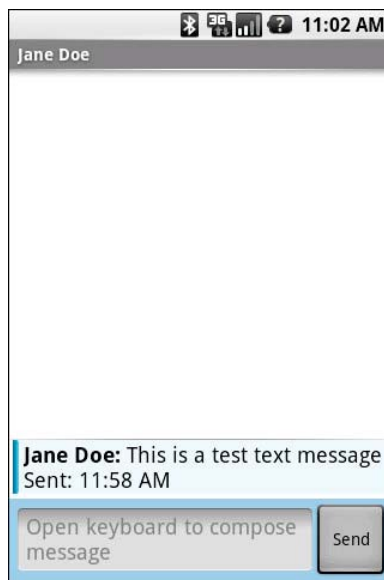 3G 11:02 AM
Jane Doe
Jane Doe: This is a test text message
Sent: 11:58 AM
Open keyboard to compose
message
Send